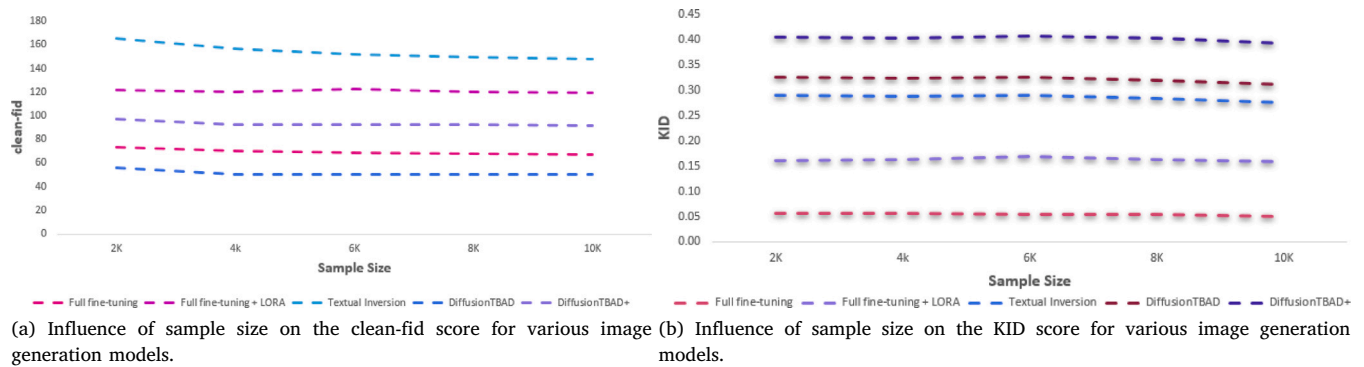 180
160
140
120
100
80
60
40
20
0
clean-fid
2K 4k 6K 8K 10K
Sample Size
Full fine-tuning Full fine-tuning + LORA Textual Inversion DiffusionTBAD DiffusionTBAD+
(a) Influence of sample size on the clean-fid score for various image
generation models.
0.45
0.40
0.35
0.30
0.25
0.20
0.15
0.10
0.05
0.00
KID
2K 4k 6K 8K 10K
Sample Size
Full fine-tuning Full fine-tuning + LORA Textual Inversion DiffusionTBAD DiffusionTBAD+
(b) Influence of sample size on the KID score for various image generation
models.